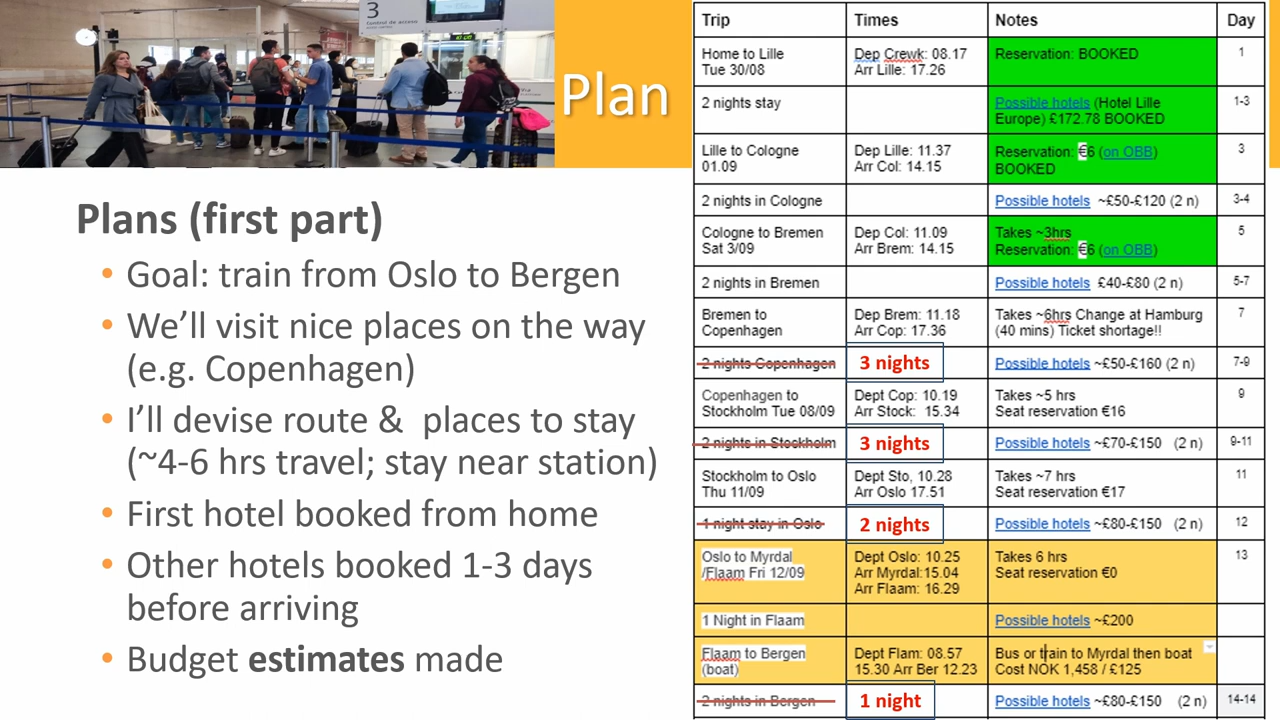 3
Control de acceso
Plan
Plans (first part)
• Goal: train from Oslo to Bergen
• We'll visit nice places on the way
(e.g. Copenhagen)
• I'll devise route & places to stay
(~4-6 hrs travel; stay near station)
• First hotel booked from home
• Other hotels booked 1-3 days
before arriving
• Budget estimates made
Trip Times Notes Day
Home to Lille Dep Crewk: 08.17 Reservation: BOOKED 1
Tue 30/08 Arr Lille: 17.26
2 nights stay Possible hotels (Hotel Lille 1-3
Europe) £172.78 BOOKED
Lille to Cologne Dep Lille: 11.37 Reservation: €6 (on OBB) 3
01.09 Arr Col: 14.15 BOOKED
2 nights in Cologne Possible hotels ~£50-£120 (2 n) 3-4
Cologne to Bremen Dep Col: 11.09 Takes ~3hrs 5
Sat 3/09 Arr Brem: 14.15 Reservation: €6 (on OBB)
2 nights in Bremen Possible hotels £40-£80 (2 n) 5-7
Bremen to Dep Brem: 11.18 Takes ~6hrs Change at Hamburg 7
Copenhagen Arr Cop: 17.36 (40 mins) Ticket shortage!!
2 nights Copenhagen 3 nights Possible hotels ~£50-£160 (2 n) 7-9
Copenhagen to Dept Cop: 10.19 Takes ~5 hrs 9
Stockholm Tue 08/09 Arr Stock: 15.34 Seat reservation €16
2 nights in Stockholm 3 nights Possible hotels ~£70-£150 (2 n) 9-11
Stockholm to Oslo Dept Sto, 10.28 Takes ~7 hrs 11
Thu 11/09 Arr Oslo 17.51 Seat reservation €17
1 night stay in Oslo 2 nights Possible hotels ~£80-£150 (2 n) 12
Oslo to Myrdal Dept Oslo: 10.25 Takes 6 hrs 13
/Flaam Fri 12/09 Arr Myrdal:15.04 Seat reservation €0
Arr Flaam: 16.29
1 Night in Flaam Possible hotels ~£200
Flaam to Bergen Dept Flam: 08.57 Bus or train to Myrdal then boat
(boat) 15.30 Arr Ber 12.23 Cost NOK 1,458 / £125
2 nights in Bergen 1 night Possible hotels ~£80-£150 (2 n) 14-14